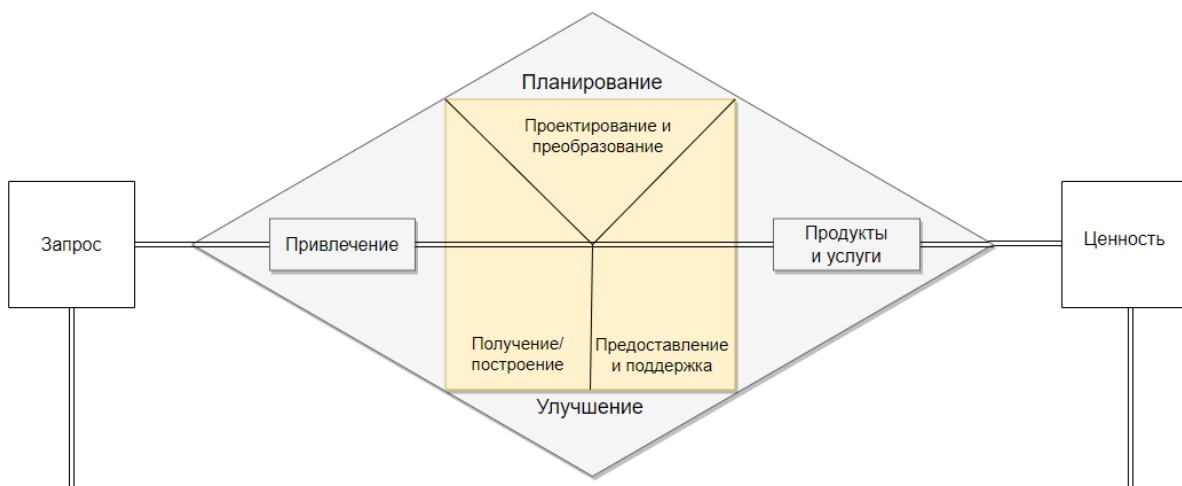 Планирование
Проектирование и
преобразование
Запрос
Привлечение
Продукты
и услуги
Ценность
Получение/
построение
Предоставление
и поддержка
Улучшение